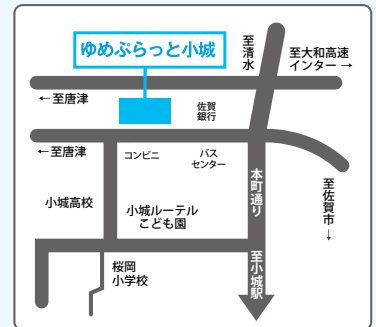 ゆめぷらっと小城
至清水
至大和高速
インター →
← 至唐津
佐賀
銀行
← 至唐津
コンビニ
バス
センター
本町通り
至佐賀市 →
小城高校
小城ルーテル
こども園
至小城駅
桜岡
小学校